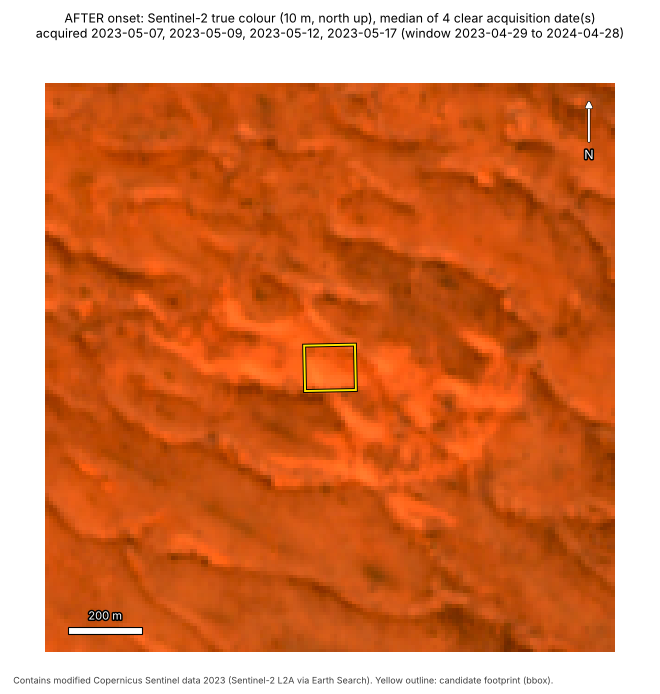 AFTER onset: Sentinel-2 true colour (10 m, north up), median of 4 clear acquisition date(s)
acquired 2023-05-07, 2023-05-09, 2023-05-12, 2023-05-17 (window 2023-04-29 to 2024-04-28)
N
200 m
Contains modified Copernicus Sentinel data 2023 (Sentinel-2 L2A via Earth Search). Yellow outline: candidate footprint (bbox).